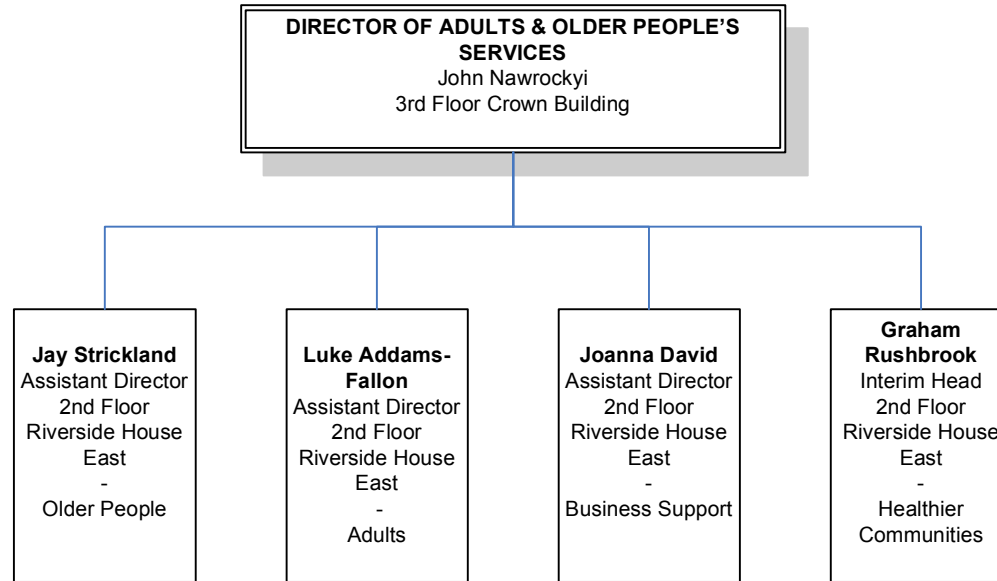 DIRECTOR OF ADULTS & OLDER PEOPLE'S
SERVICES
John Nawrockyi
3rd Floor Crown Building
Jay Strickland
Assistant Director
2nd Floor
Riverside House
East
-
Older People
Luke Addams-
Fallon
Assistant Director
2nd Floor
Riverside House
East
-
Adults
Joanna David
Assistant Director
2nd Floor
Riverside House
East
-
Business Support
Graham
Rushbrook
Interim Head
2nd Floor
Riverside House
East
-
Healthier
Communities